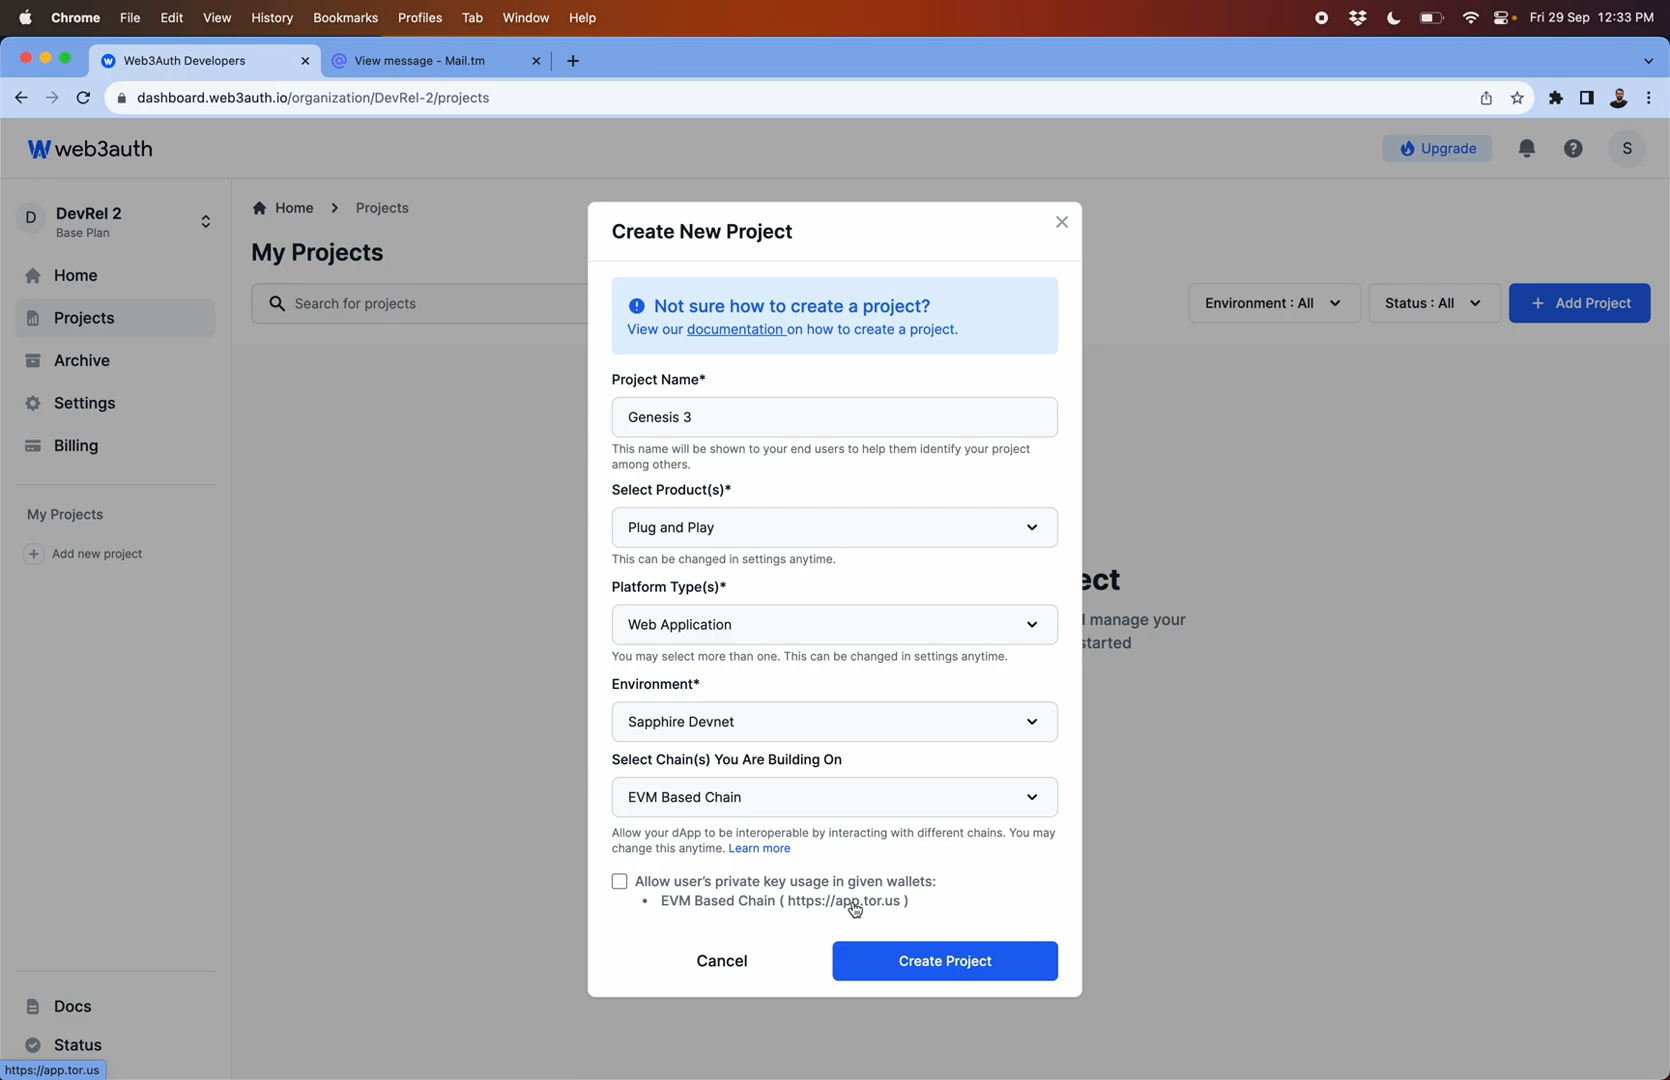 Chrome File Edit View History Bookmarks Profiles Tab Window Help Fri 29 Sep 12:33 PM
Web3Auth Developers View message - Mail.tm
dashboard.web3auth.io/organization/DevRel-2/projects
web3auth
Upgrade
S
D
DevRel 2
Base Plan
Home
Projects
Archive
Settings
Billing
My Projects
Add new project
Docs
Status
https://app.tor.us
Home > Projects
My Projects
Search for projects
Environment : All
Status : All
+ Add Project
Create New Project
Not sure how to create a project?
View our documentation on how to create a project.
Project Name*
Genesis 3
This name will be shown to your end users to help them identify your project
among others.
Select Product(s)*
Plug and Play
This can be changed in settings anytime.
Platform Type(s)*
Web Application
You may select more than one. This can be changed in settings anytime.
Environment*
Sapphire Devnet
Select Chain(s) You Are Building On
EVM Based Chain
Allow your dApp to be interoperable by interacting with different chains. You may
change this anytime. Learn more
Allow user's private key usage in given wallets:
• EVM Based Chain ( https://app.tor.us )
Cancel
Create Project
ect
manage your
started